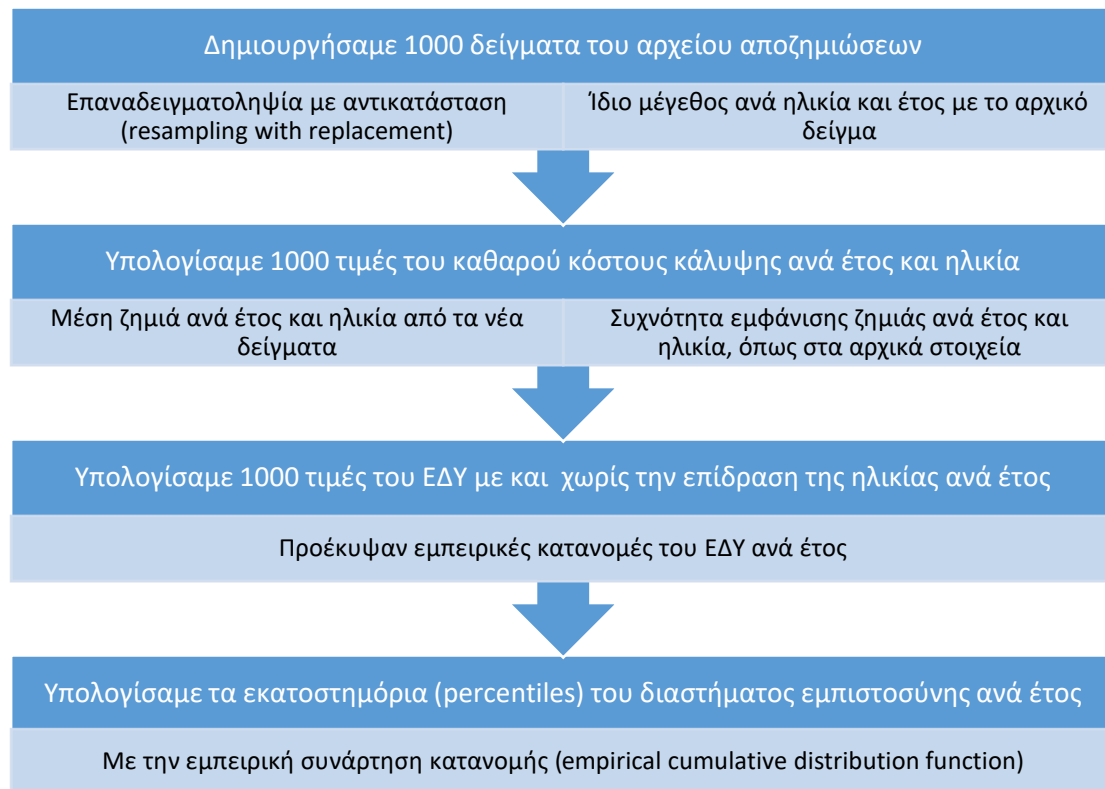 Δημιουργήσαμε 1000 δείγματα του αρχείου αποζημιώσεων
Επαναδειγματοληψία με αντικατάσταση
(resampling with replacement)
Ίδιο μέγεθος ανά ηλικία και έτος με το αρχικό
δείγμα
Υπολογίσαμε 1000 τιμές του καθαρού κόστους κάλυψης ανά έτος και ηλικία
Μέση ζημιά ανά έτος και ηλικία από τα νέα
δείγματα
Συχνότητα εμφάνισης ζημιάς ανά έτος και
ηλικία, όπως στα αρχικά στοιχεία
Υπολογίσαμε 1000 τιμές του ΕΔΥ με και χωρίς την επίδραση της ηλικίας ανά έτος
Προέκυψαν εμπειρικές κατανομές του ΕΔΥ ανά έτος
Υπολογίσαμε τα εκατοστημόρια (percentiles) του διαστήματος εμπιστοσύνης ανά έτος
Με την εμπειρική συνάρτηση κατανομής (empirical cumulative distribution function)